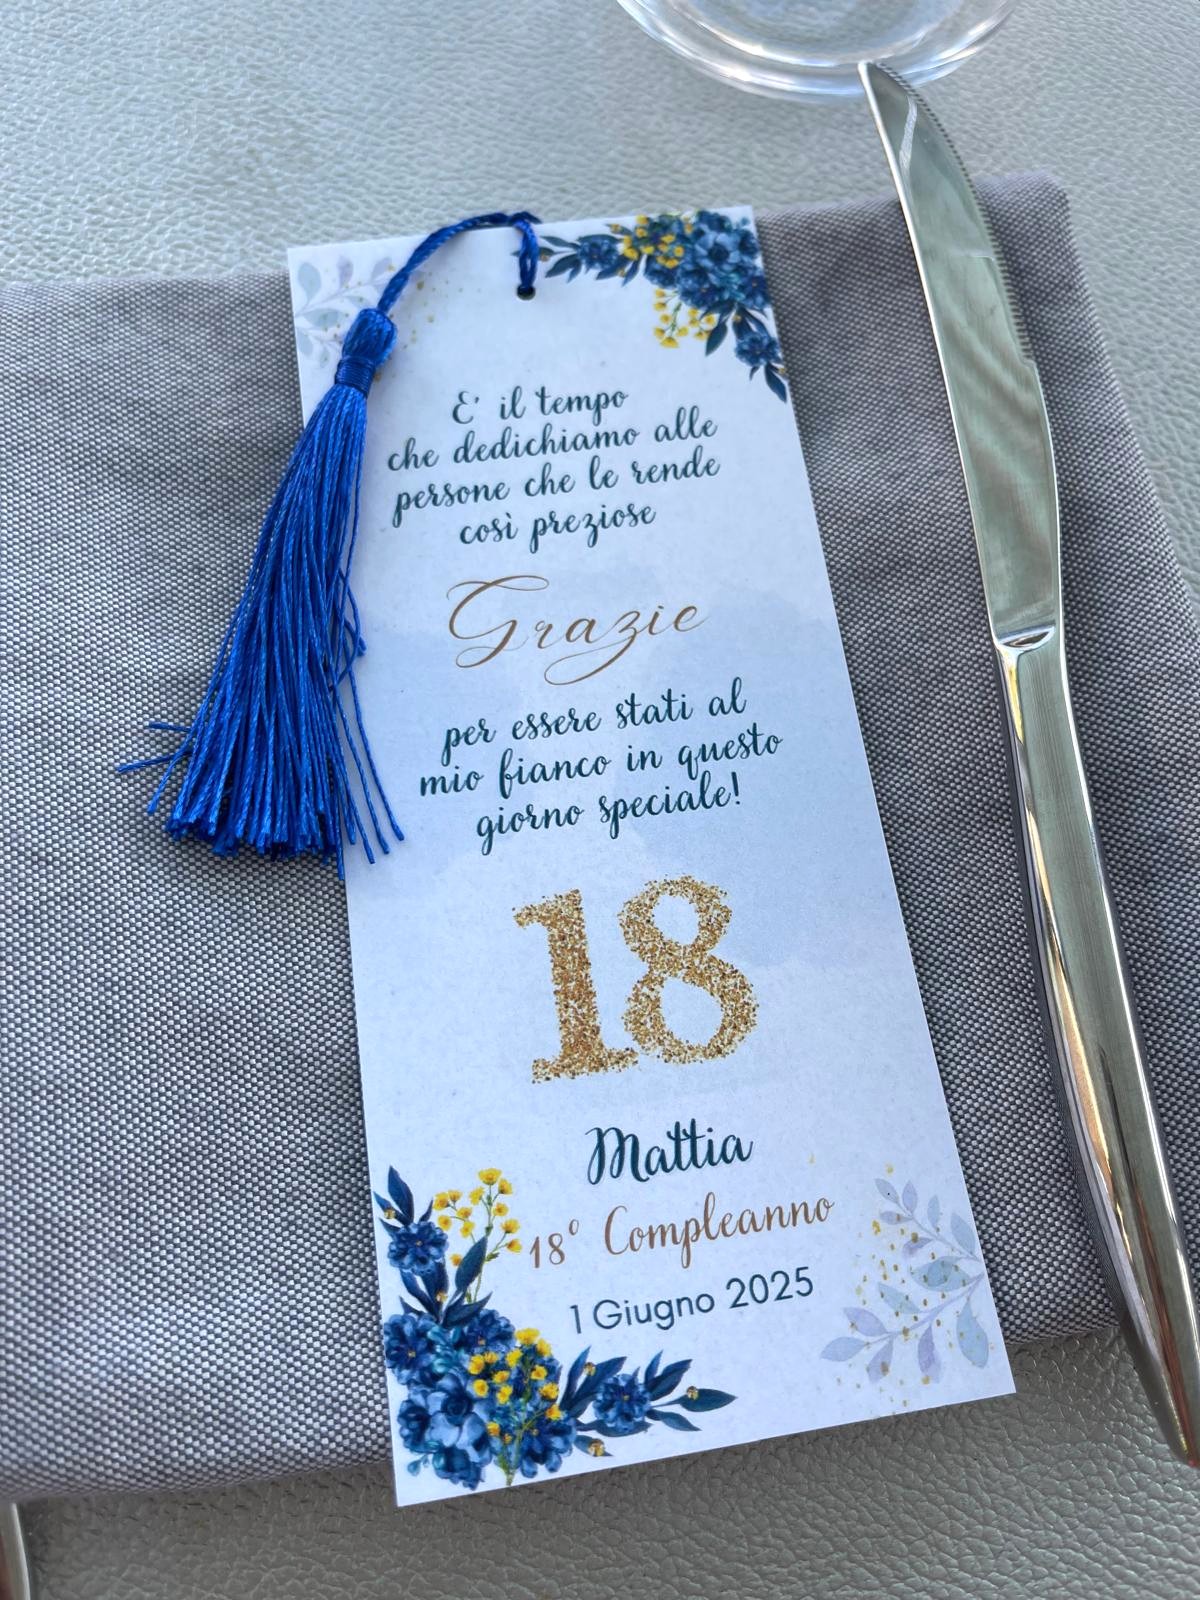 E' il tempo
che dedichiamo alle
persone che le rende
così preziose
Grazie
per essere stati al
mio fianco in questo
giorno speciale!
18
Mattia
18° Compleanno
1 Giugno 2025